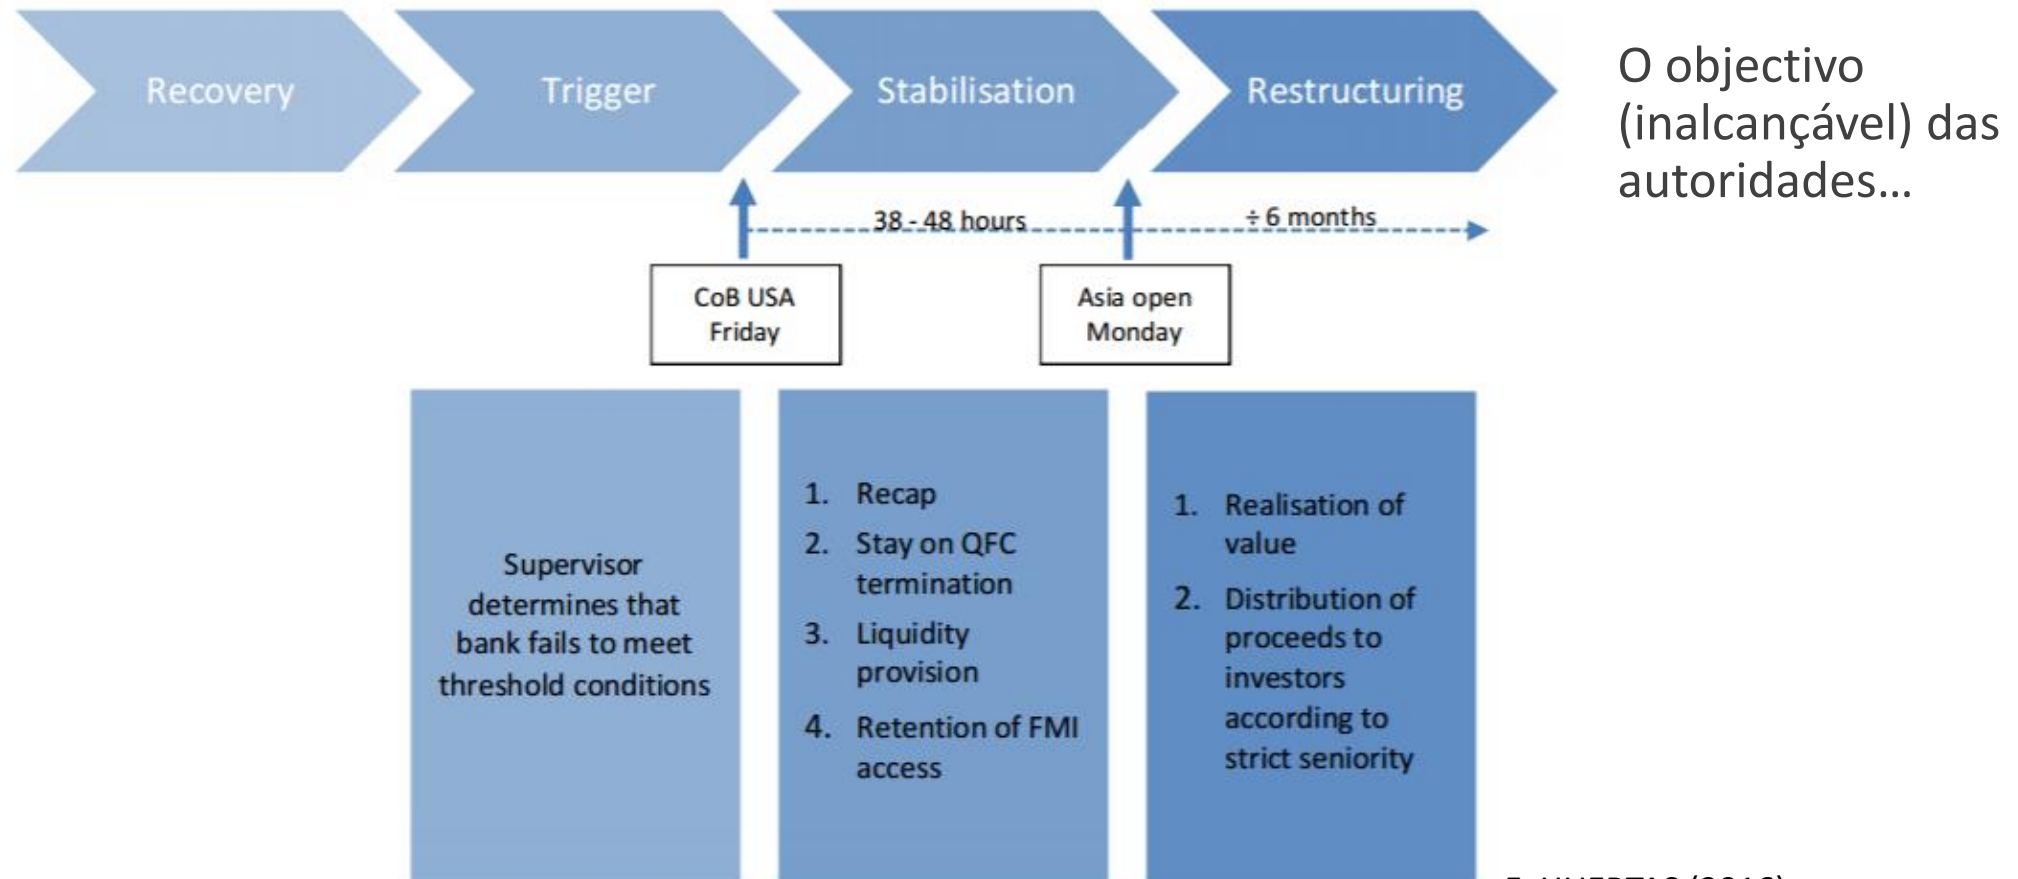 Recovery
Trigger
Stabilisation
Restructuring
O objectivo
(inalcançável) das
autoridades...
38 - 48 hours
÷ 6 months
CoB USA
Friday
Asia open
Monday
Supervisor
determines that
bank fails to meet
threshold conditions
1. Recap
2. Stay on QFC
termination
3. Liquidity
provision
4. Retention of FMI
access
1. Realisation of
value
2. Distribution of
proceeds to
investors
according to
strict seniority